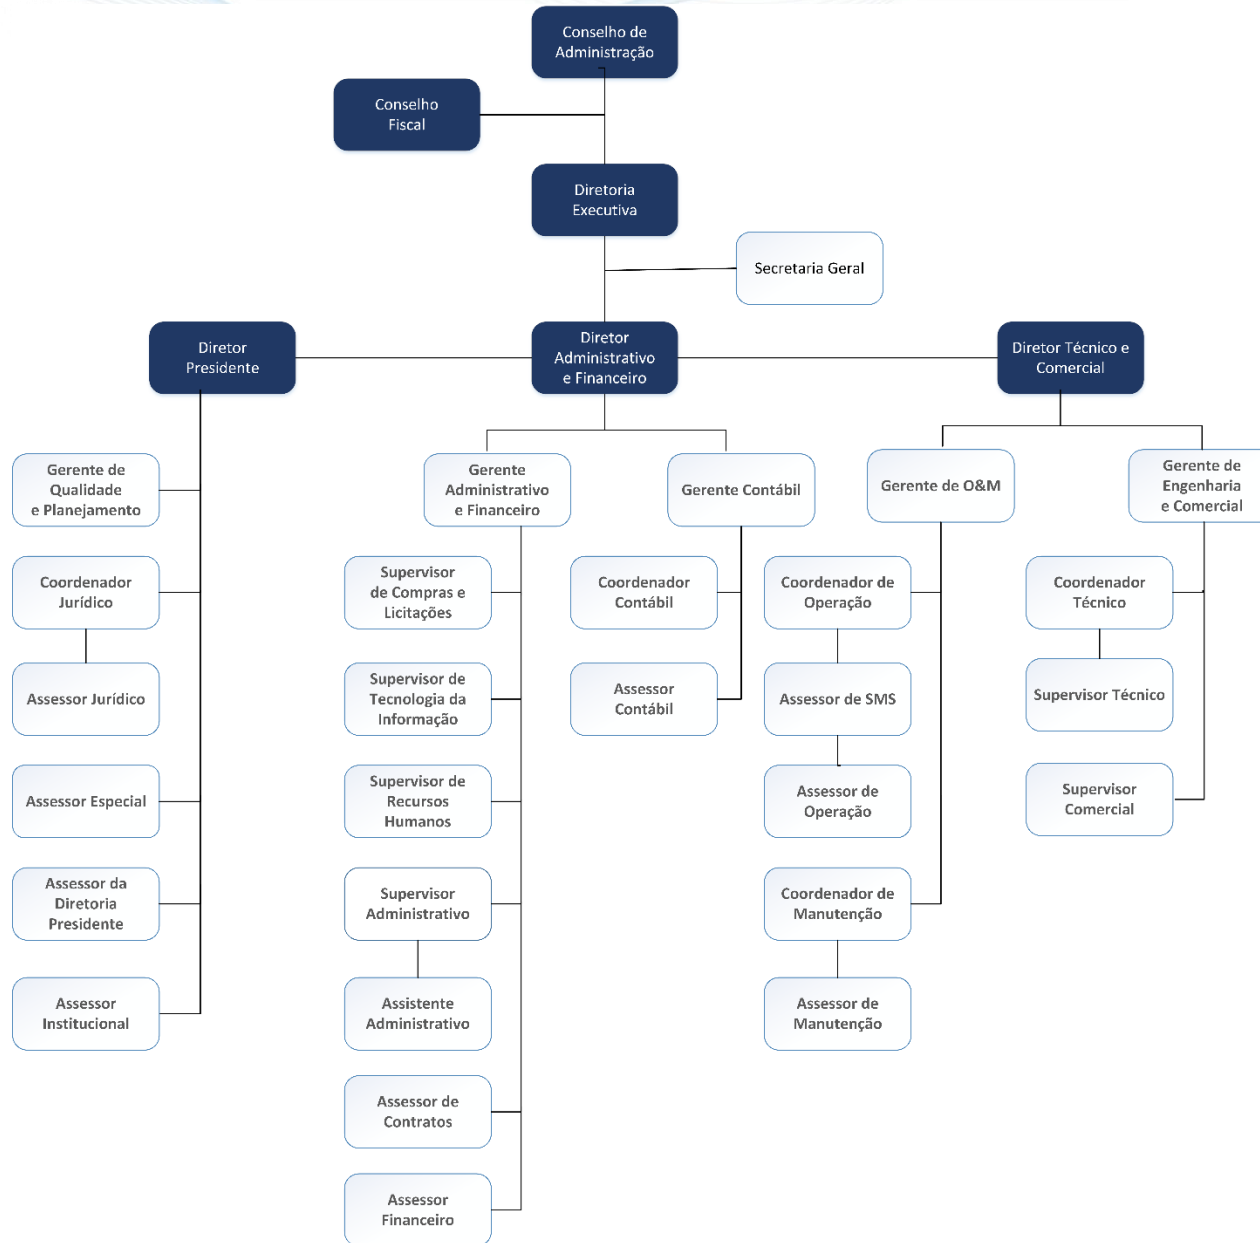 Conselho de
Administração
Conselho
Fiscal
Diretoria
Executiva
Secretaria Geral
Diretor
Presidente
Diretor
Administrativo
e Financeiro
Diretor Técnico e
Comercial
Gerente de
Qualidade
e Planejamento
Coordenador
Jurídico
Assessor Jurídico
Assessor Especial
Assessor da
Diretoria
Presidente
Assessor
Institucional
Gerente
Administrativo
e Financeiro
Supervisor
de Compras e
Licitações
Supervisor de
Tecnologia da
Informação
Supervisor de
Recursos
Humanos
Supervisor
Administrativo
Assistente
Administrativo
Assessor de
Contratos
Assessor
Financeiro
Gerente Contábil
Coordenador
Contábil
Assessor
Contábil
Gerente de O&M
Coordenador de
Operação
Assessor de SMS
Assessor de
Operação
Coordenador de
Manutenção
Assessor de
Manutenção
Gerente de
Engenharia
e Comercial
Coordenador
Técnico
Supervisor Técnico
Supervisor
Comercial